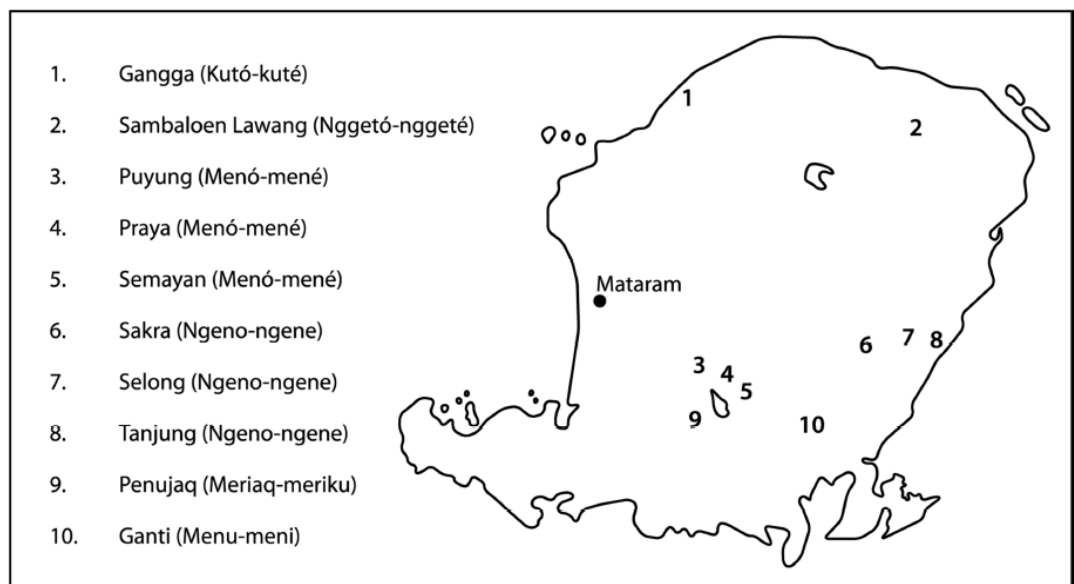 1. Gangga (Kutó-kuté)
2. Sambaloen Lawang (Nggetó-nggeté)
3. Puyung (Menó-mené)
4. Praya (Menó-mené)
5. Semayan (Menó-mené)
6. Sakra (Ngeno-ngene)
7. Selong (Ngeno-ngene)
8. Tanjung (Ngeno-ngene)
9. Penujaq (Meriaq-meriku)
10. Ganti (Menu-meni)
1
2
Mataram
6 7 8
3 4
5
9 10